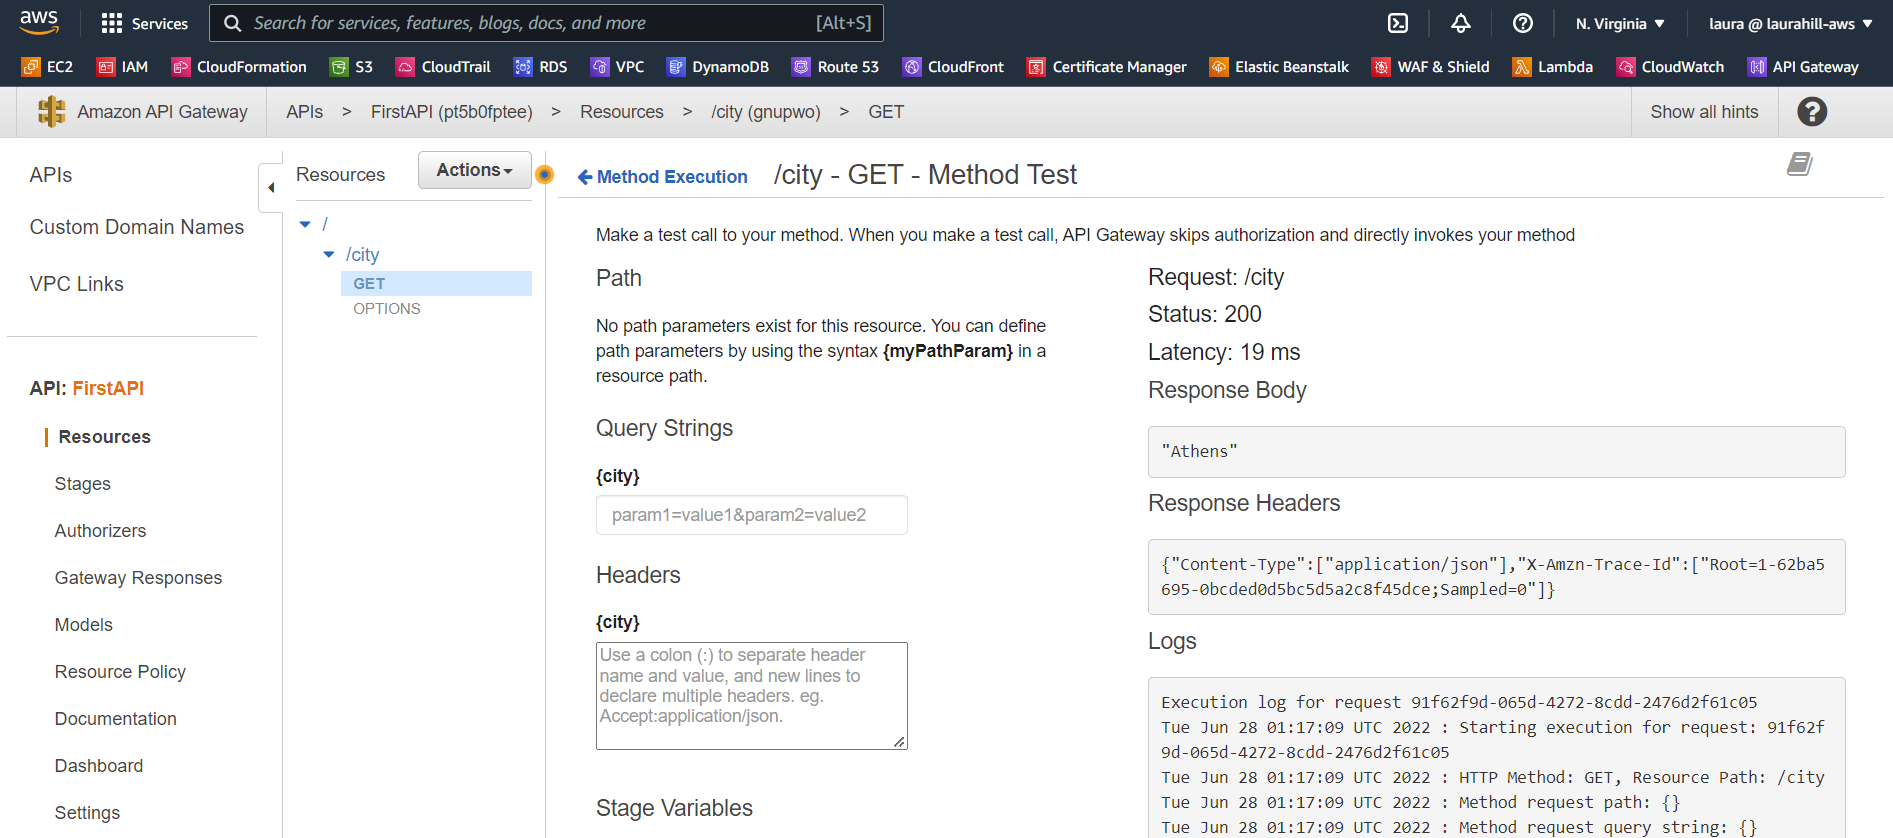 aws
Services
Search for services, features, blogs, docs, and more
[Alt+S]
N. Virginia
laura @ laurahill-aws
EC2
IAM
CloudFormation
S3
CloudTrail
RDS
VPC
DynamoDB
Route 53
CloudFront
Certificate Manager
Elastic Beanstalk
WAF & Shield
Lambda
CloudWatch
API Gateway
Amazon API Gateway
APIs > FirstAPI (pt5b0fptee) > Resources > /city (gnupwo) > GET
Show all hints
APIs
Custom Domain Names
VPC Links
API: FirstAPI
Resources
Stages
Authorizers
Gateway Responses
Models
Resource Policy
Documentation
Dashboard
Settings
Resources
Actions
/
/city
GET
OPTIONS
Method Execution
/city - GET - Method Test
Make a test call to your method. When you make a test call, API Gateway skips authorization and directly invokes your method
Path
No path parameters exist for this resource. You can define
path parameters by using the syntax {myPathParam} in a
resource path.
Query Strings
{city}
param1=value1&param2=value2
Headers
{city}
Use a colon (:) to separate header
name and value, and new lines to
declare multiple headers. eg.
Accept:application/json.
Stage Variables
Request: /city
Status: 200
Latency: 19 ms
Response Body
"Athens"
Response Headers
{"Content-Type":["application/json"],"X-Amzn-Trace-Id":["Root=1-62ba5
695-0bcded0d5bc5d5a2c8f45dce;Sampled=0"]}
Logs
Execution log for request 91f62f9d-065d-4272-8cdd-2476d2f61c05
Tue Jun 28 01:17:09 UTC 2022 : Starting execution for request: 91f62f
9d-065d-4272-8cdd-2476d2f61c05
Tue Jun 28 01:17:09 UTC 2022 : HTTP Method: GET, Resource Path: /city
Tue Jun 28 01:17:09 UTC 2022 : Method request path: {}
Tue Jun 28 01:17:09 UTC 2022 : Method request query string: {}